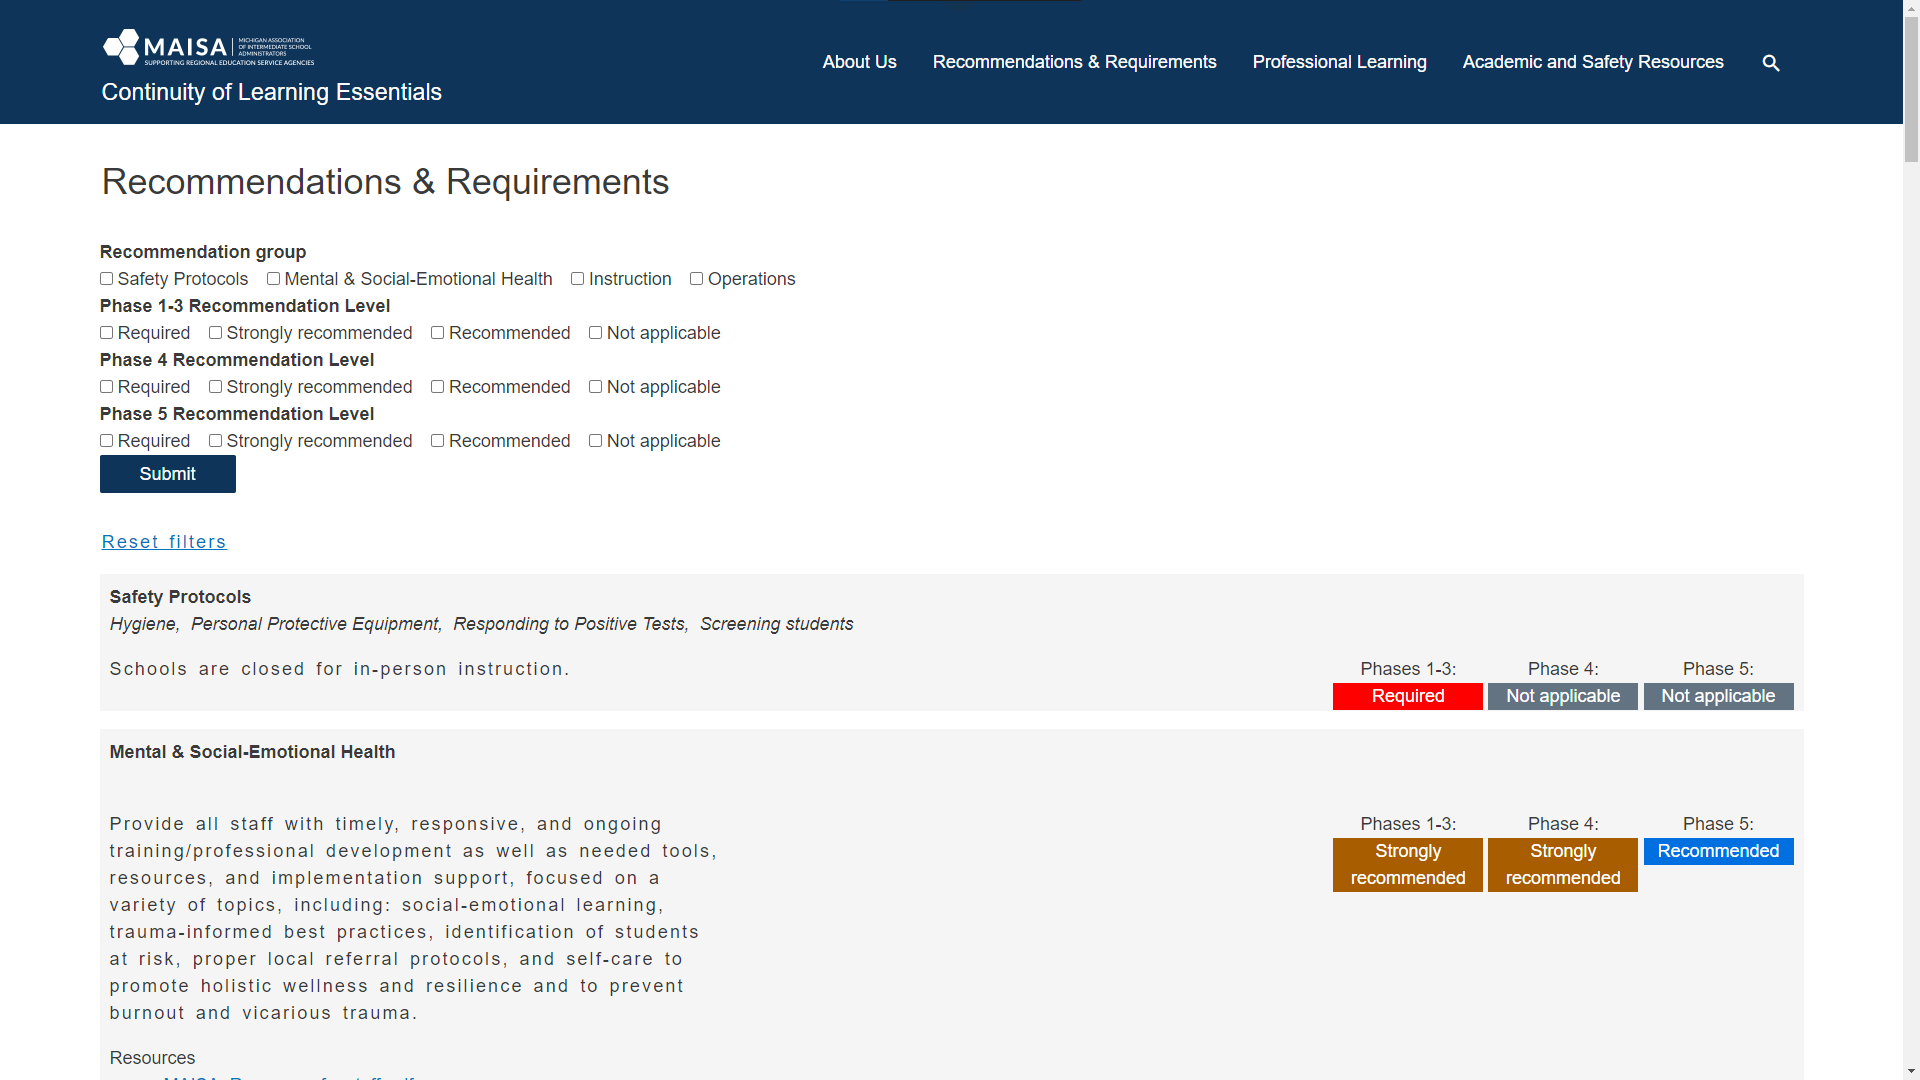 MAISA
MICHIGAN ASSOCIATION
OF INTERMEDIATE SCHOOL
ADMINISTRATORS
SUPPORTING REGIONAL EDUCATION SERVICE AGENCIES
Continuity of Learning Essentials
About Us Recommendations & Requirements Professional Learning Academic and Safety Resources
Recommendations & Requirements
Recommendation group
Safety Protocols Mental & Social-Emotional Health Instruction Operations
Phase 1-3 Recommendation Level
Required Strongly recommended Recommended Not applicable
Phase 4 Recommendation Level
Required Strongly recommended Recommended Not applicable
Phase 5 Recommendation Level
Required Strongly recommended Recommended Not applicable
Submit
Reset filters
Safety Protocols
Hygiene, Personal Protective Equipment, Responding to Positive Tests, Screening students
Schools are closed for in-person instruction.
Phases 1-3: Phase 4: Phase 5:
Required Not applicable Not applicable
Mental & Social-Emotional Health
Provide all staff with timely, responsive, and ongoing
training/professional development as well as needed tools,
resources, and implementation support, focused on a
variety of topics, including: social-emotional learning,
trauma-informed best practices, identification of students
at risk, proper local referral protocols, and self-care to
promote holistic wellness and resilience and to prevent
burnout and vicarious trauma.
Phases 1-3: Phase 4: Phase 5:
Strongly recommended Strongly recommended Recommended
Resources